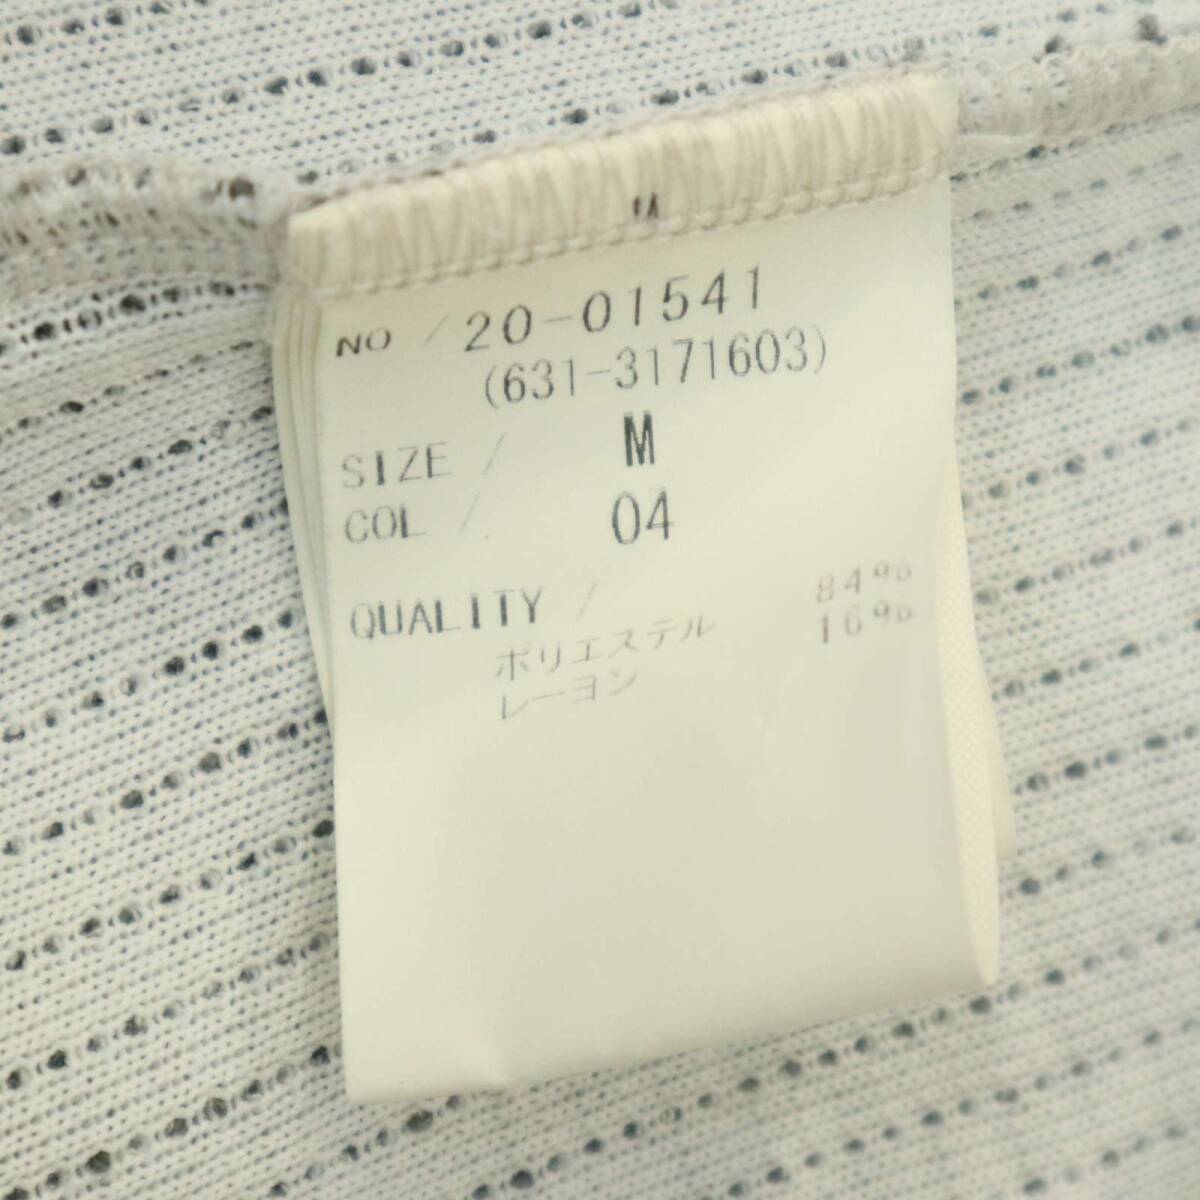 NO / 20-01541
(631-3171603)
SIZE / M
COL / 04
QUALITY /
ポリエステル 84%
レーヨン 16%